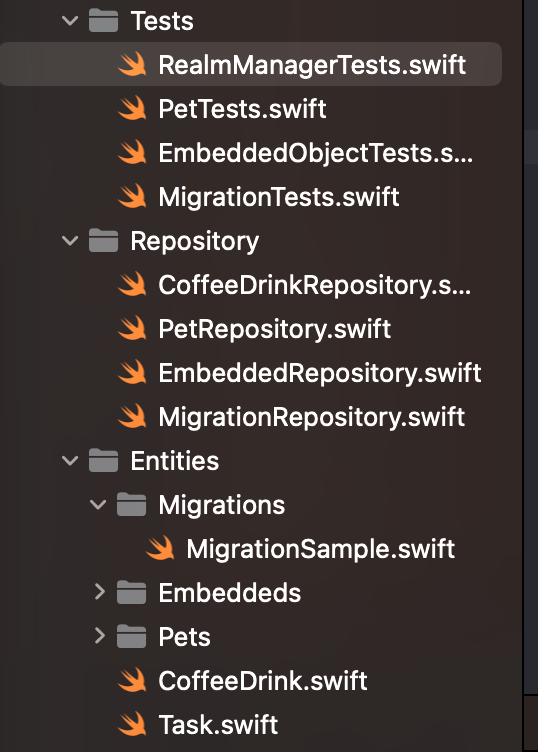 Tests
RealmManagerTests.swift
PetTests.swift
EmbeddedObjectTests.s...
MigrationTests.swift
Repository
CoffeeDrinkRepository.s...
PetRepository.swift
EmbeddedRepository.swift
MigrationRepository.swift
Entities
Migrations
MigrationSample.swift
Embeddeds
Pets
CoffeeDrink.swift
Task.swift